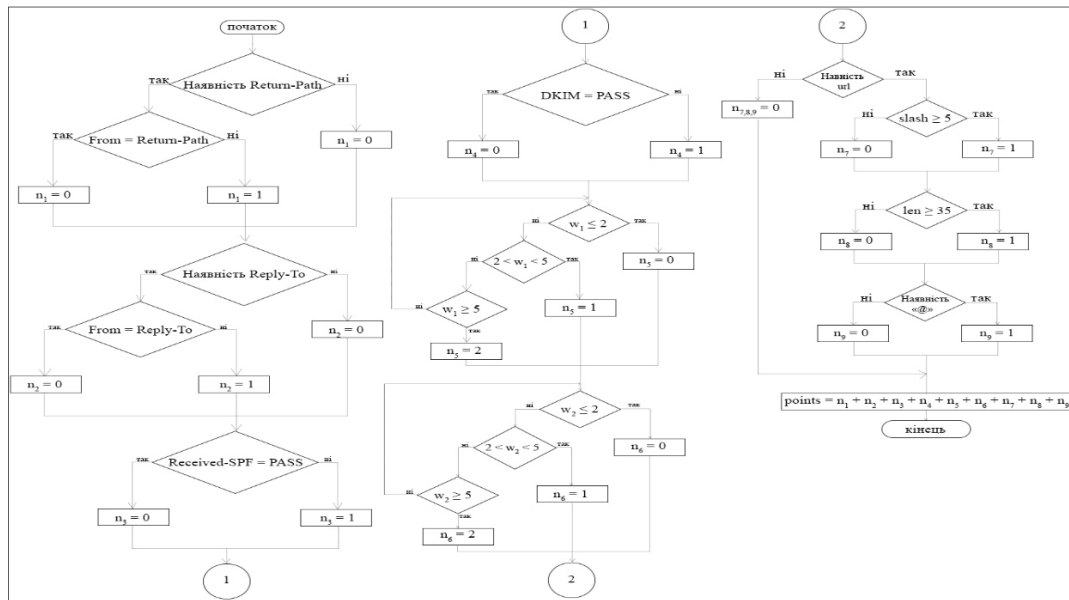 початок
Наявність Return-Path
так
ні
From = Return-Path
так
ні
n₁ = 0
n₁ = 0
n₁ = 1
Наявність Reply-To
так
ні
From = Reply-To
так
ні
n₂ = 0
n₂ = 0
n₂ = 1
Received-SPF = PASS
так
ні
n₃ = 0
n₃ = 1
1
1
DKIM = PASS
так
ні
n₄ = 0
n₄ = 1
w₁ ≤ 2
ні
так
n₅ = 0
2 < w₁ < 5
ні
так
n₅ = 1
w₁ ≥ 5
ні
так
n₅ = 2
w₂ ≤ 2
ні
так
n₆ = 0
2 < w₂ < 5
ні
так
n₆ = 1
w₂ ≥ 5
ні
так
n₆ = 2
2
2
Навність
url
ні
так
n₇,₈,₉ = 0
slash ≥ 5
ні
так
n₇ = 0
n₇ = 1
len ≥ 35
ні
так
n₈ = 0
n₈ = 1
Наявність
«@»
ні
так
n₉ = 0
n₉ = 1
points = n₁ + n₂ + n₃ + n₄ + n₅ + n₆ + n₇ + n₈ + n₉
кінець